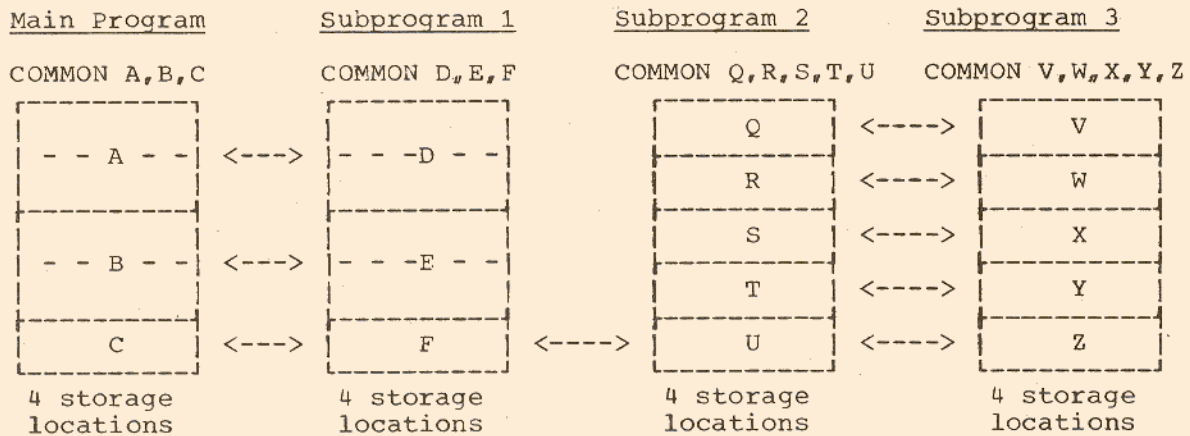 Main Program Subprogram 1 Subprogram 2 Subprogram 3
COMMON A,B,C COMMON D,E,F COMMON Q,R,S,T,U COMMON V,W,X,Y,Z
Q <----> V
- - A - - <---> - - -D - -
R <----> W
S <----> X
- - B - - <---> - - -E - -
T <----> Y
C <---> F <----> U <----> Z
4 storage 4 storage 4 storage 4 storage
locations locations locations locations